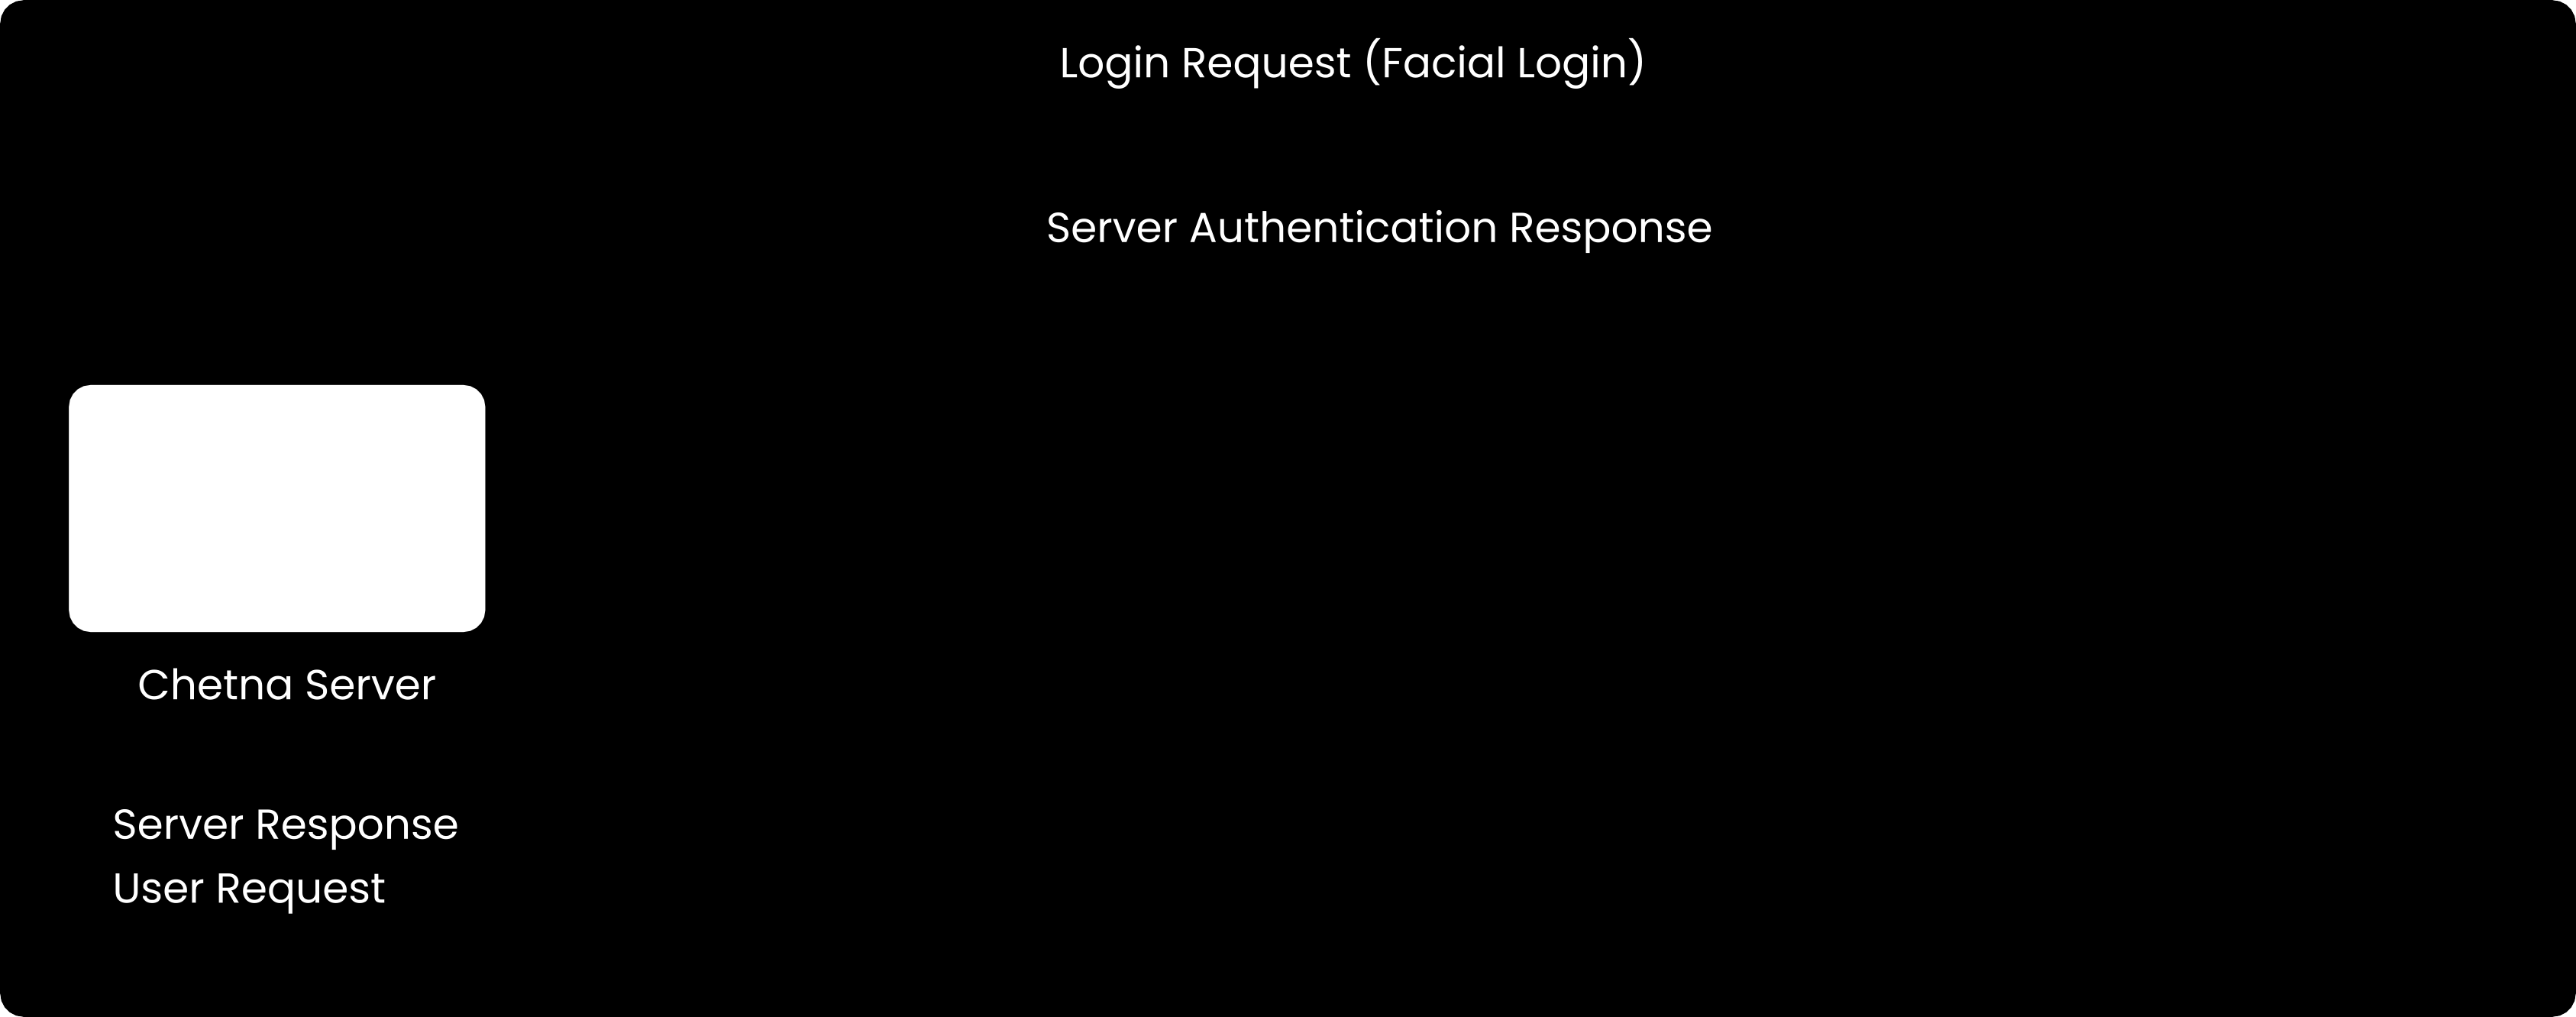 Login Request (Facial Login)
Server Authentication Response
Chetna Server
Server Response
User Request